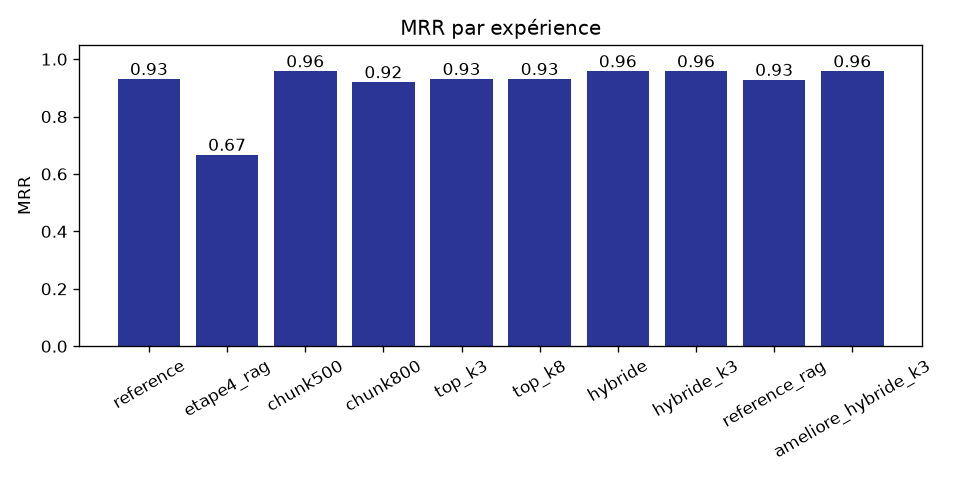 MRR par expérience
MRR
1.0
0.8
0.6
0.4
0.2
0.0
0.93
0.67
0.96
0.92
0.93
0.93
0.96
0.96
0.93
0.96
reference
etape4_rag
chunk500
chunk800
top_k3
top_k8
hybride
hybride_k3
reference_rag
ameliore_hybride_k3